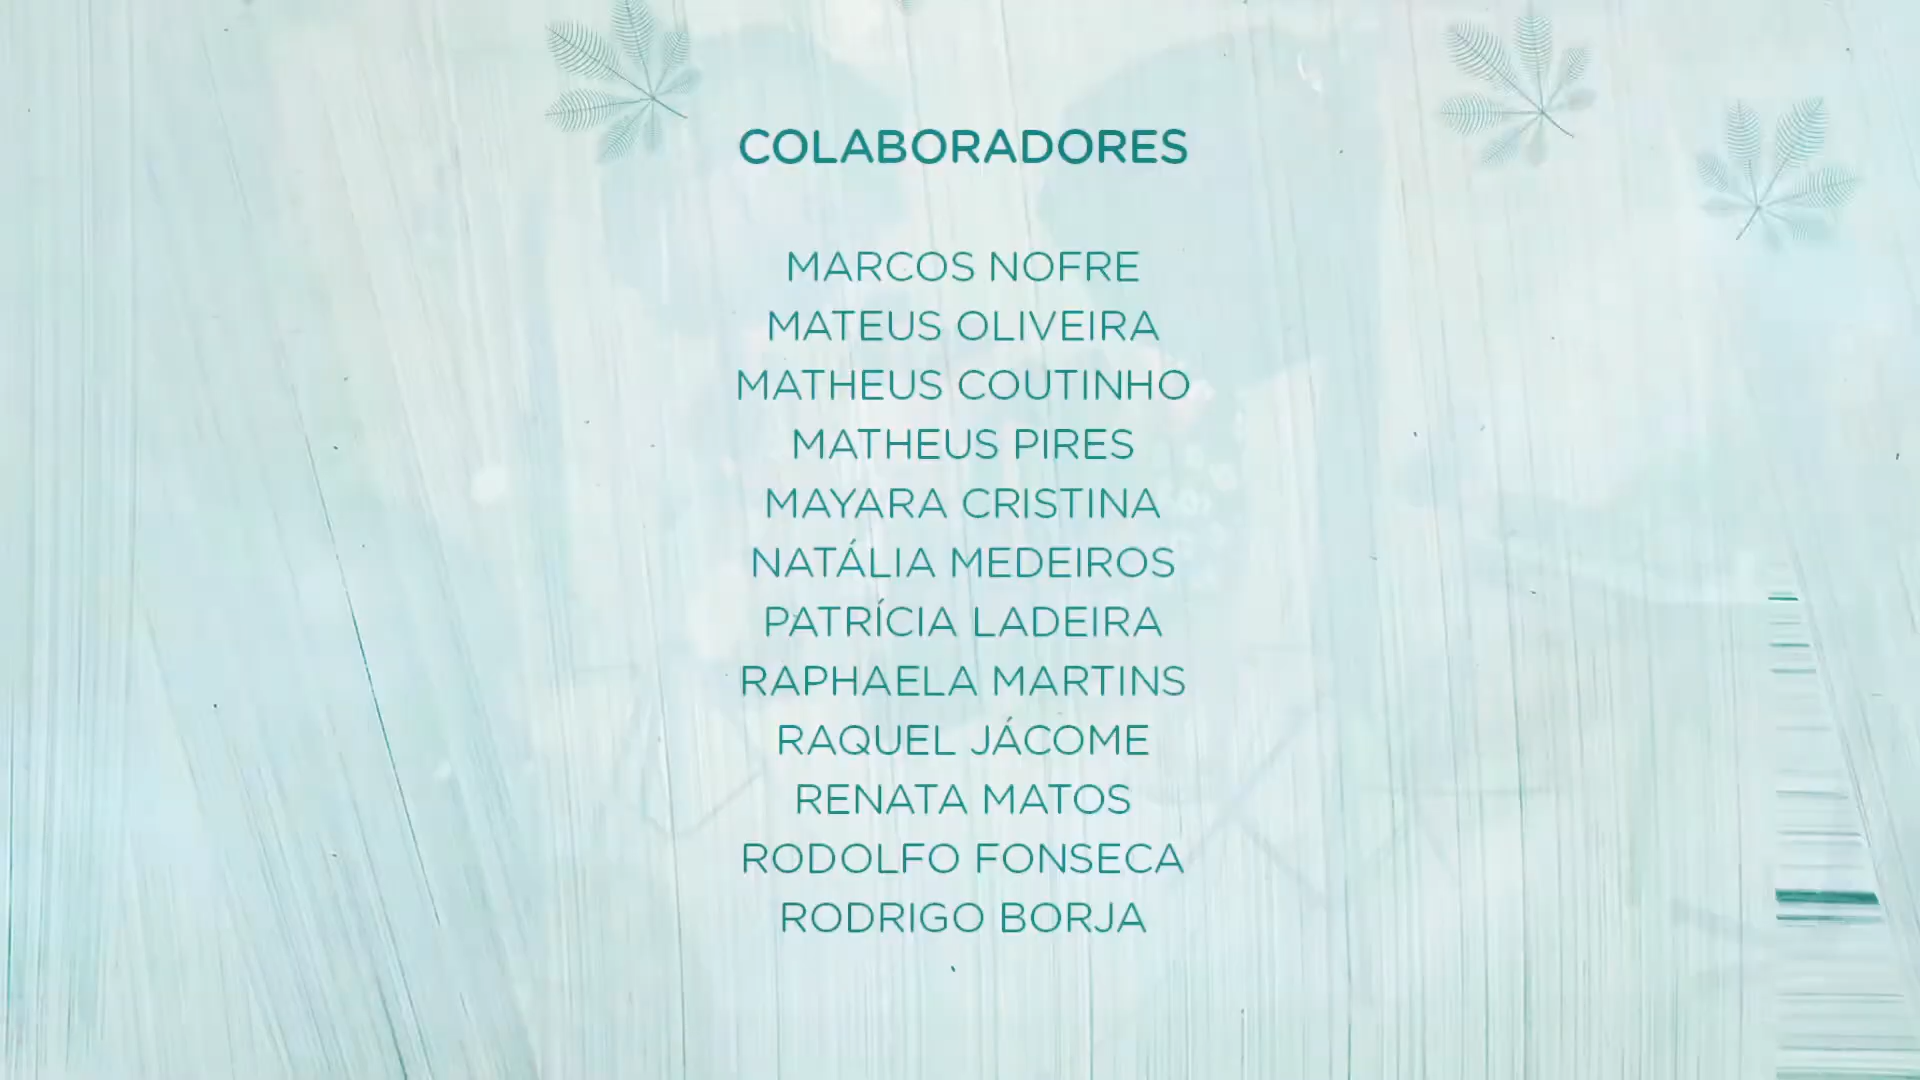 COLABORADORES
MARCOS NOFRE
MATEUS OLIVEIRA
MATHEUS COUTINHO
MATHEUS PIRES
MAYARA CRISTINA
NATÁLIA MEDEIROS
PATRÍCIA LADEIRA
RAPHAELA MARTINS
RAQUEL JÁCOME
RENATA MATOS
RODOLFO FONSECA
RODRIGO BORJA